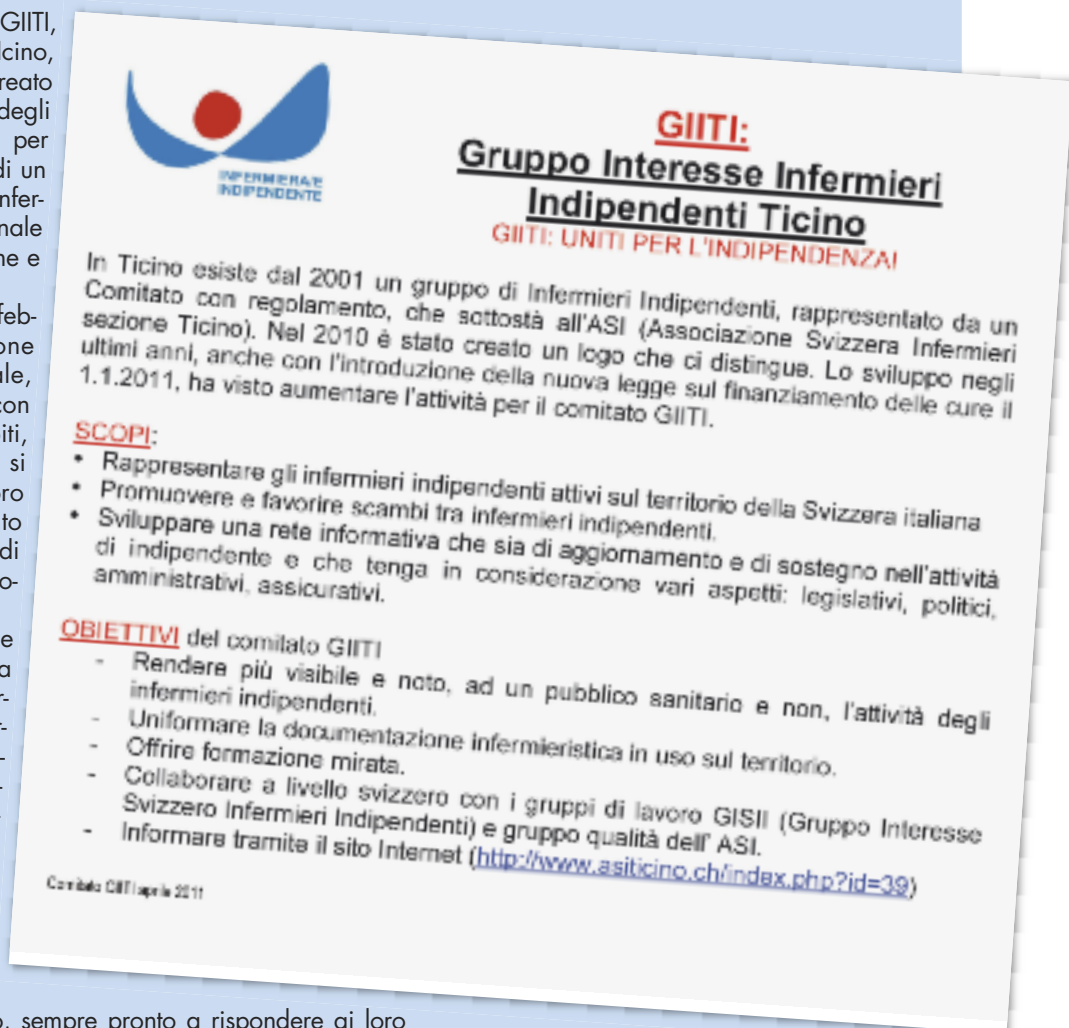 GIITI,
lcino,
reato
degli
per
di un
nfer-
nale
ne e
feb-
one
ale,
con
iti,
si
oro
to
di
o-
e
a
r-
r-
-
-
INFERMIERA/E
INDIPENDENTE
GIITI:
Gruppo Interesse Infermieri
Indipendenti Ticino
GIITI: UNITI PER L'INDIPENDENZA!
In Ticino esiste dal 2001 un gruppo di Infermieri Indipendenti, rappresentato da un
Comitato con regolamento, che sottostà all'ASI (Associazione Svizzera Infermieri
sezione Ticino). Nel 2010 è stato creato un logo che ci distingue. Lo sviluppo negli
ultimi anni, anche con l'introduzione della nuova legge sul finanziamento delle cure il
1.1.2011, ha visto aumentare l'attività per il comitato GIITI.
SCOPI:
• Rappresentare gli infermieri indipendenti attivi sul territorio della Svizzera italiana
• Promuovere e favorire scambi tra infermieri indipendenti.
• Sviluppare una rete informativa che sia di aggiornamento e di sostegno nell'attività
di indipendente e che tenga in considerazione vari aspetti: legislativi, politici,
amministrativi, assicurativi.
OBIETTIVI del comitato GIITI
- Rendere più visibile e noto, ad un pubblico sanitario e non, l'attività degli
infermieri indipendenti.
- Uniformare la documentazione infermieristica in uso sul territorio.
- Offrire formazione mirata.
- Collaborare a livello svizzero con i gruppi di lavoro GISII (Gruppo Interesse
Svizzero Infermieri Indipendenti) e gruppo qualità dell' ASI.
- Informare tramite il sito Internet (http://www.asiticino.ch/index.php?id=39)
Comitato GIITI aprile 2011
o, sempre pronto a rispondere ai loro